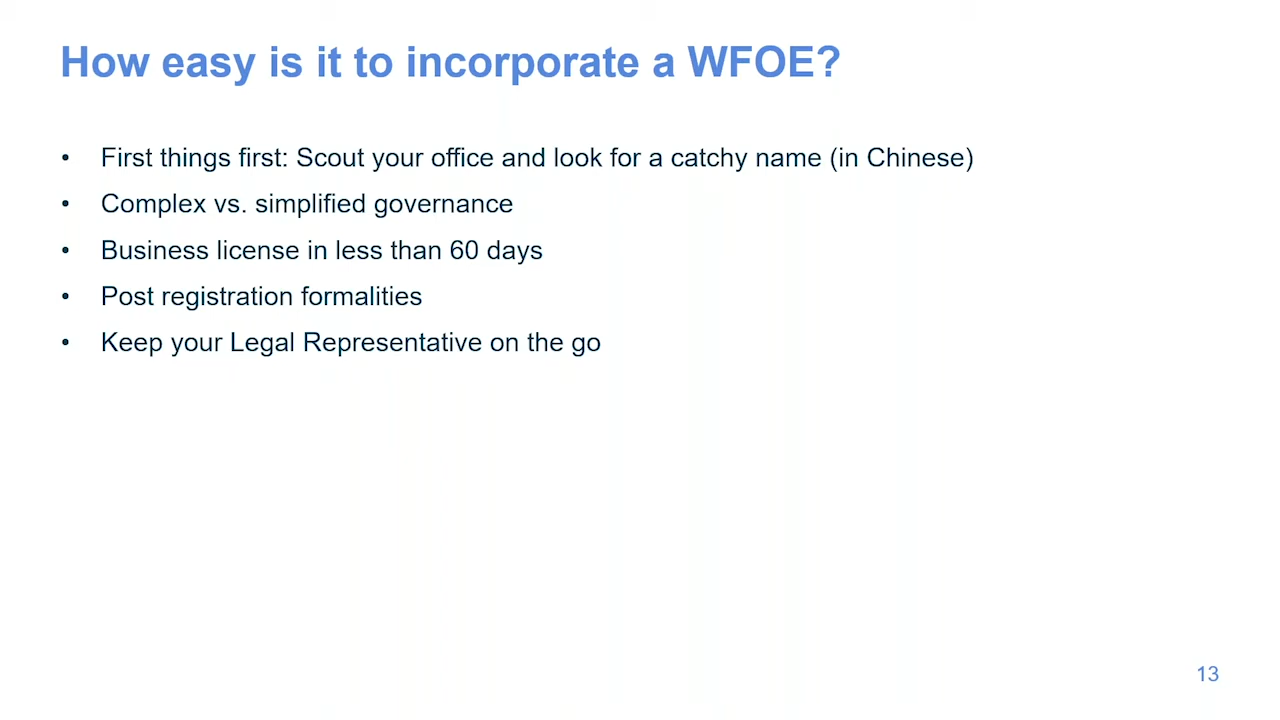 How easy is it to incorporate a WFOE?
• First things first: Scout your office and look for a catchy name (in Chinese)
• Complex vs. simplified governance
• Business license in less than 60 days
• Post registration formalities
• Keep your Legal Representative on the go
13